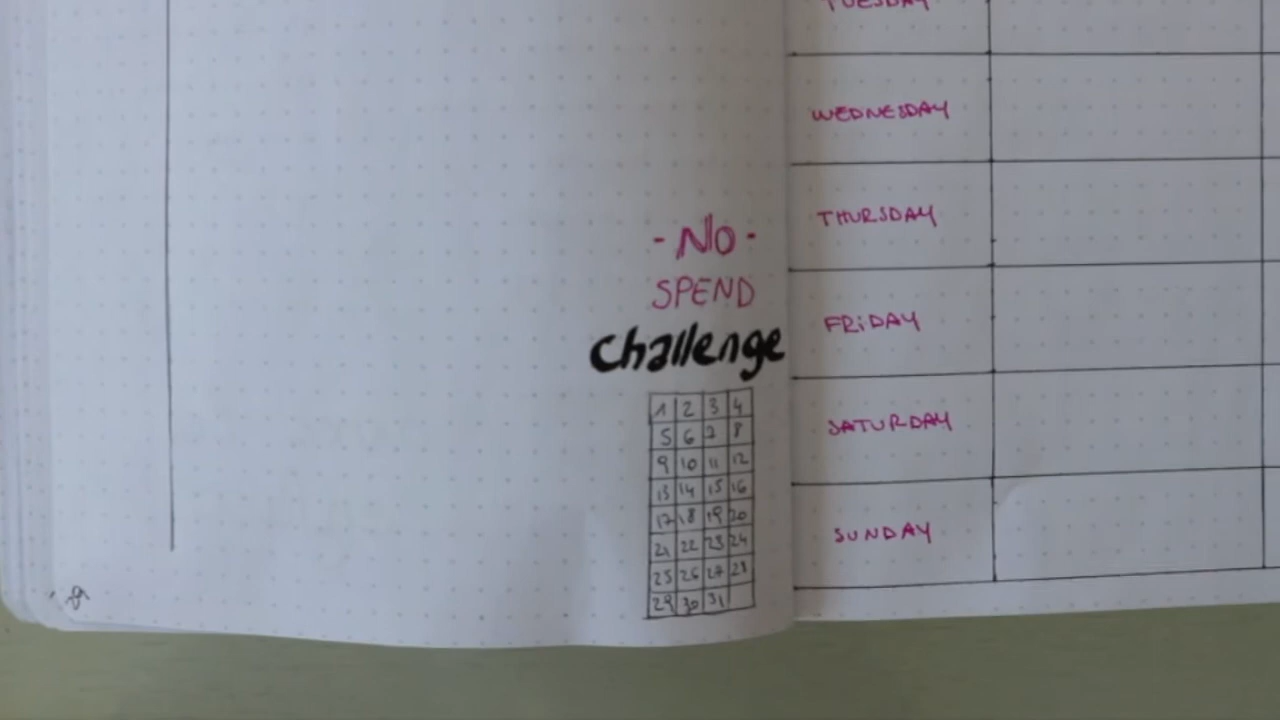 - No -
SPEND
challenge
1 2 3 4
5 6 7 8
9 10 11 12
13 14 15 16
17 18 19 20
21 22 23 24
25 26 27 28
29 30 31
TUESDAY
WEDNESDAY
THURSDAY
FRiDAY
SATURDAY
SUNDAY